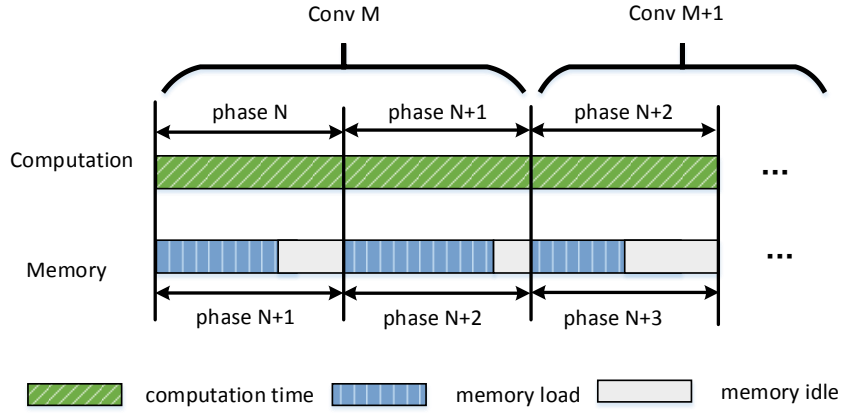 Conv M
Conv M+1
phase N
phase N+1
phase N+2
Computation
...
Memory
...
phase N+1
phase N+2
phase N+3
computation time
memory load
memory idle